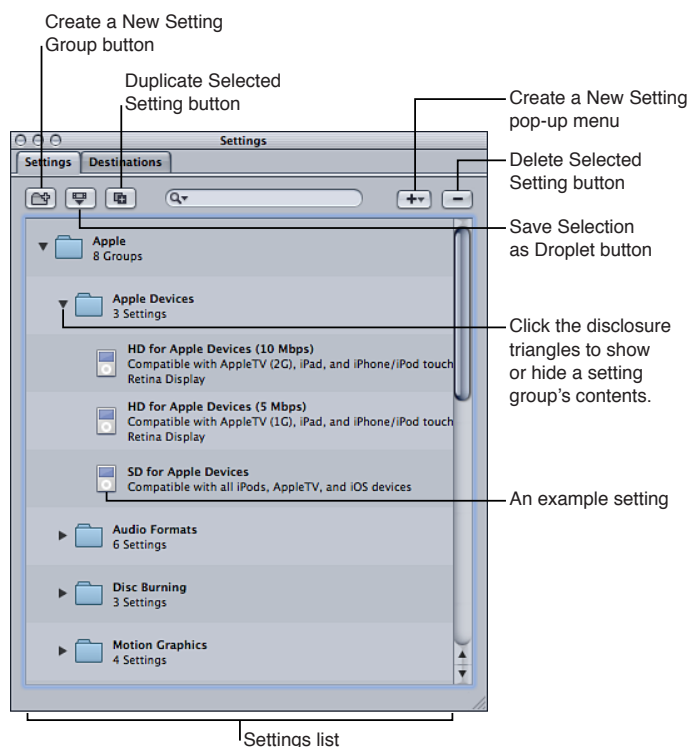 Create a New Setting
Group button
Duplicate Selected
Setting button
Create a New Setting
pop-up menu
Settings
Settings
Destinations
Delete Selected
Setting button
Save Selection
as Droplet button
Apple
8 Groups
Apple Devices
3 Settings
Click the disclosure
triangles to show
or hide a setting
group's contents.
HD for Apple Devices (10 Mbps)
Compatible with AppleTV (2G), iPad, and iPhone/iPod touch
Retina Display
HD for Apple Devices (5 Mbps)
Compatible with AppleTV (1G), iPad, and iPhone/iPod touch
Retina Display
SD for Apple Devices
Compatible with all iPods, AppleTV, and iOS devices
An example setting
Audio Formats
6 Settings
Disc Burning
3 Settings
Motion Graphics
4 Settings
Settings list